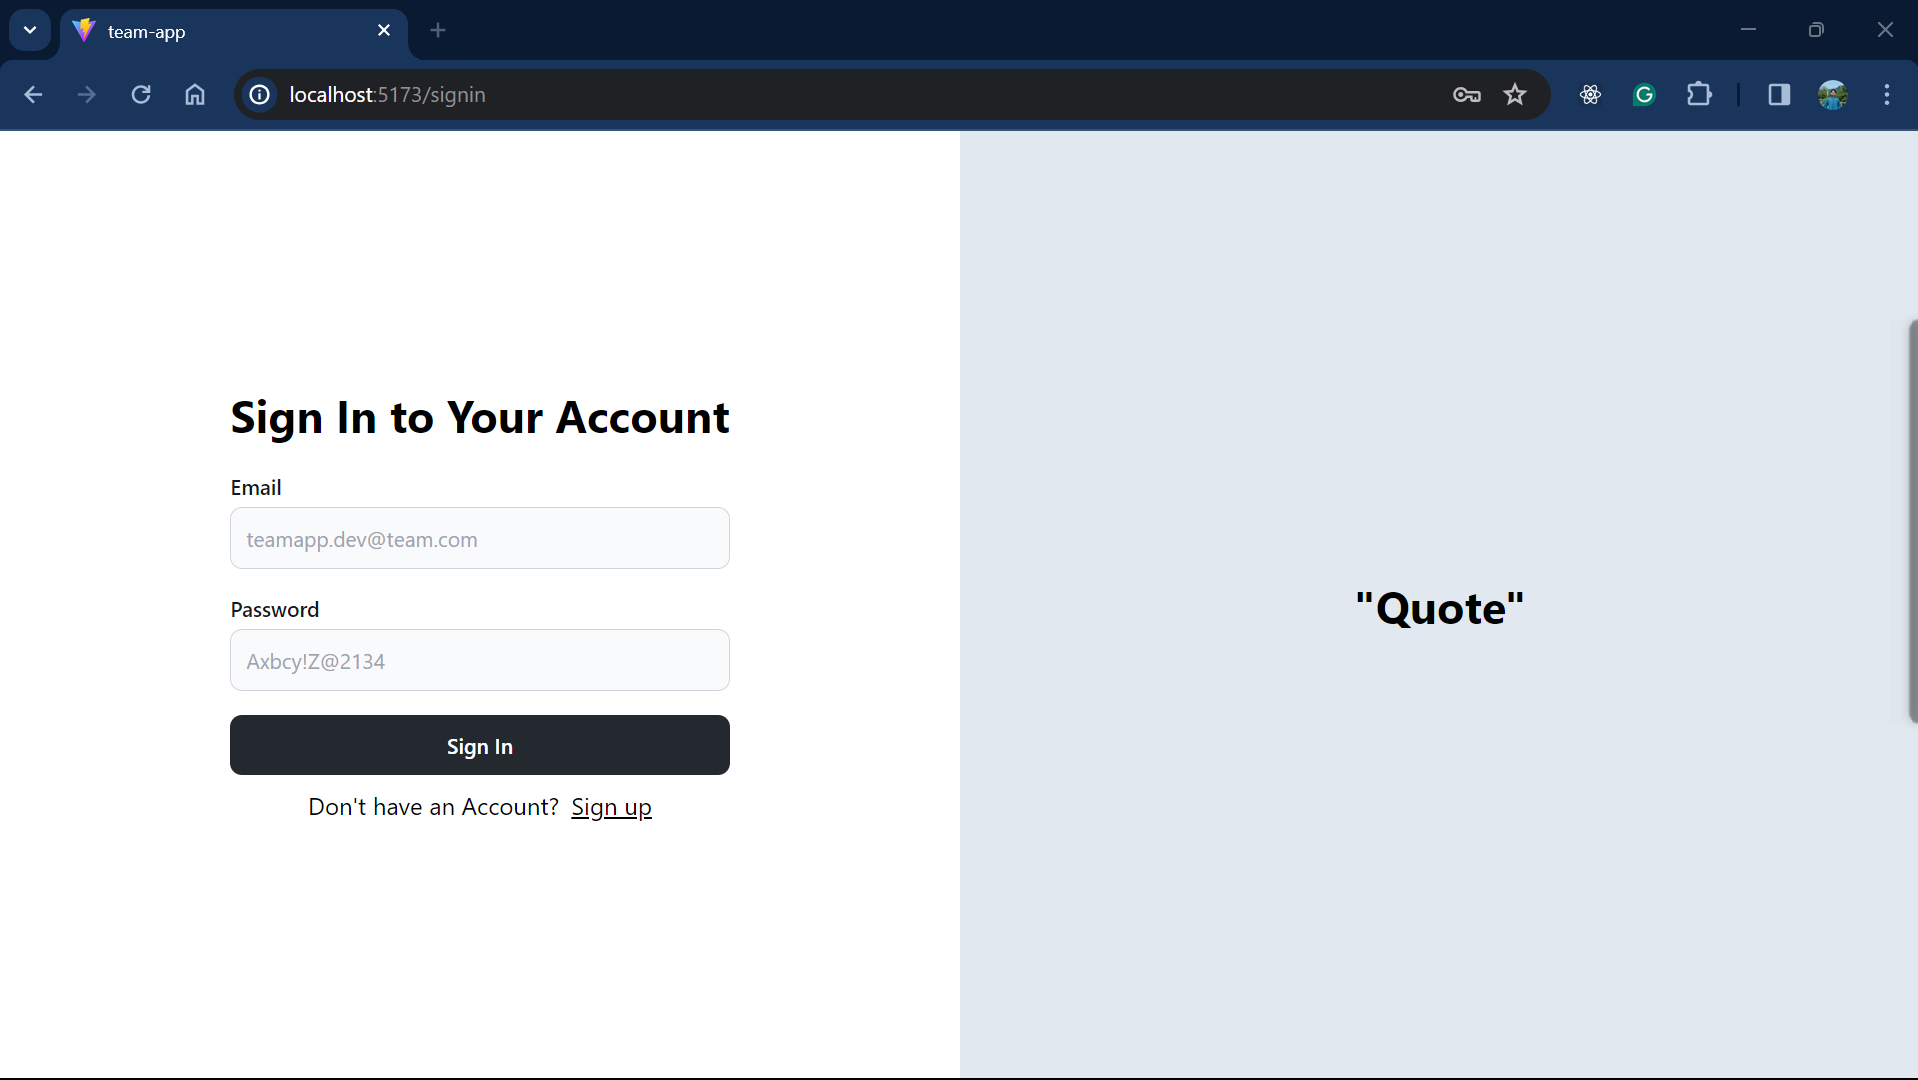 team-app
localhost:5173/signin
Sign In to Your Account
Email
teamapp.dev@team.com
Password
Axbcy!Z@2134
Sign In
Don't have an Account? Sign up
"Quote"